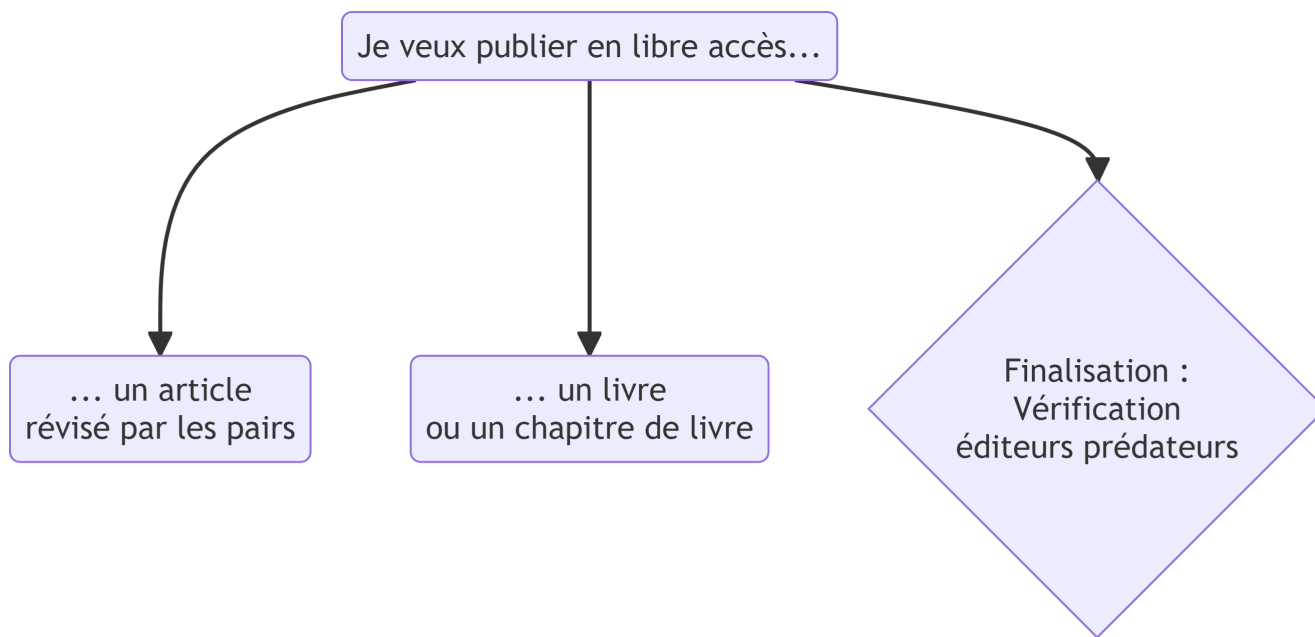 Je veux publier en libre accès...
... un article
révisé par les pairs
... un livre
ou un chapitre de livre
Finalisation :
Vérification
éditeurs prédateurs